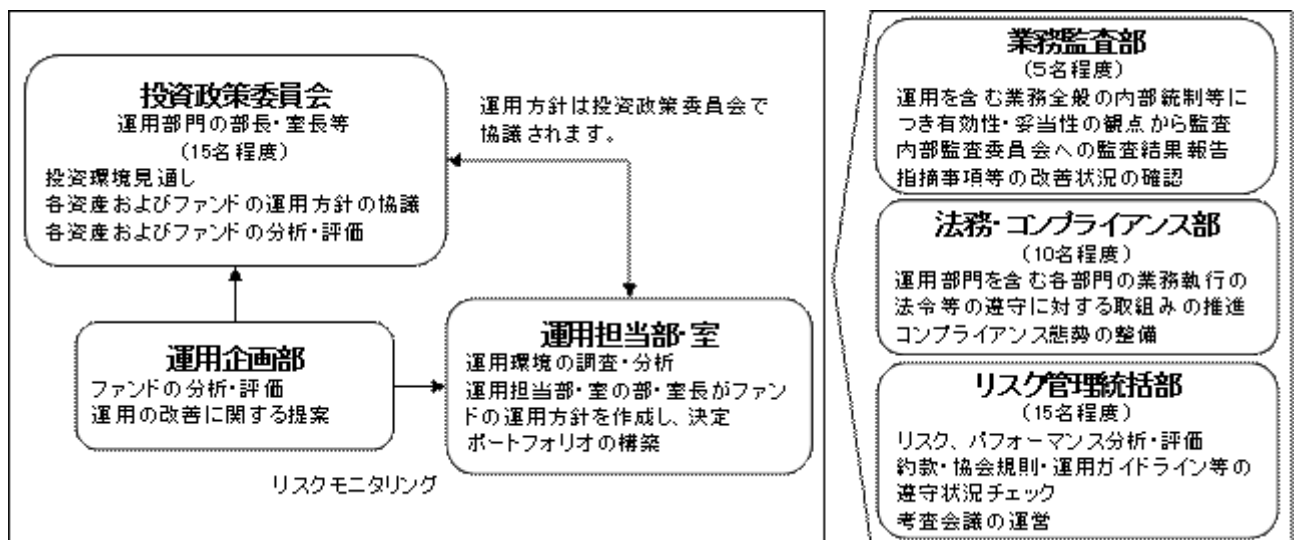 投資政策委員会
運用部門の部長・室長等
(15名程度)
投資環境見通し
各資産およびファンドの運用方針の協議
各資産およびファンドの分析・評価
運用方針は投資政策委員会で
協議されます。
運用企画部
ファンドの分析・評価
運用の改善に関する提案
運用担当部・室
運用環境の調査・分析
運用担当部・室の部・室長がファン
ドの運用方針を作成し、決定
ポートフォリオの構築
リスクモニタリング
業務監査部
(5名程度)
運用を含む業務全般の内部統制等に
つき有効性・妥当性の観点から監査
内部監査委員会への監査結果報告
指摘事項等の改善状況の確認
法務・コンプライアンス部
(10名程度)
運用部門を含む各部門の業務執行の
法令等の遵守に対する取組みの推進
コンプライアンス態勢の整備
リスク管理統括部
(15名程度)
リスク、パフォーマンス分析・評価
約款・協会規則・運用ガイドライン等の
遵守状況チェック
考査会議の運営